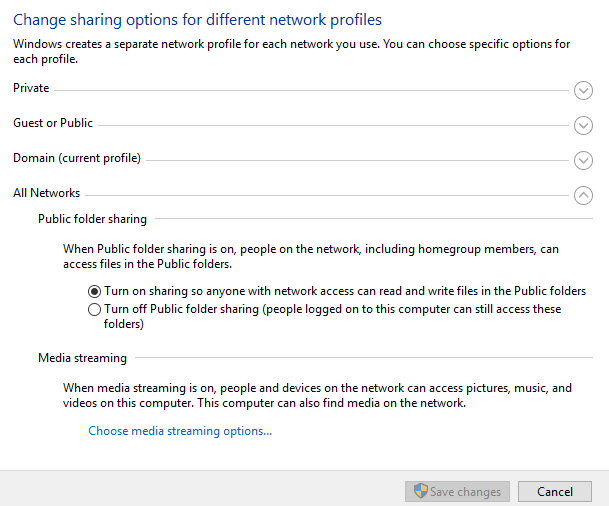 Change sharing options for different network profiles
Windows creates a separate network profile for each network you use. You can choose specific options for
each profile.
Private
Guest or Public
Domain (current profile)
All Networks
Public folder sharing
When Public folder sharing is on, people on the network, including homegroup members, can
access files in the Public folders.
Turn on sharing so anyone with network access can read and write files in the Public folders
Turn off Public folder sharing (people logged on to this computer can still access these
folders)
Media streaming
When media streaming is on, people and devices on the network can access pictures, music, and
videos on this computer. This computer can also find media on the network.
Choose media streaming options...
Save changes
Cancel